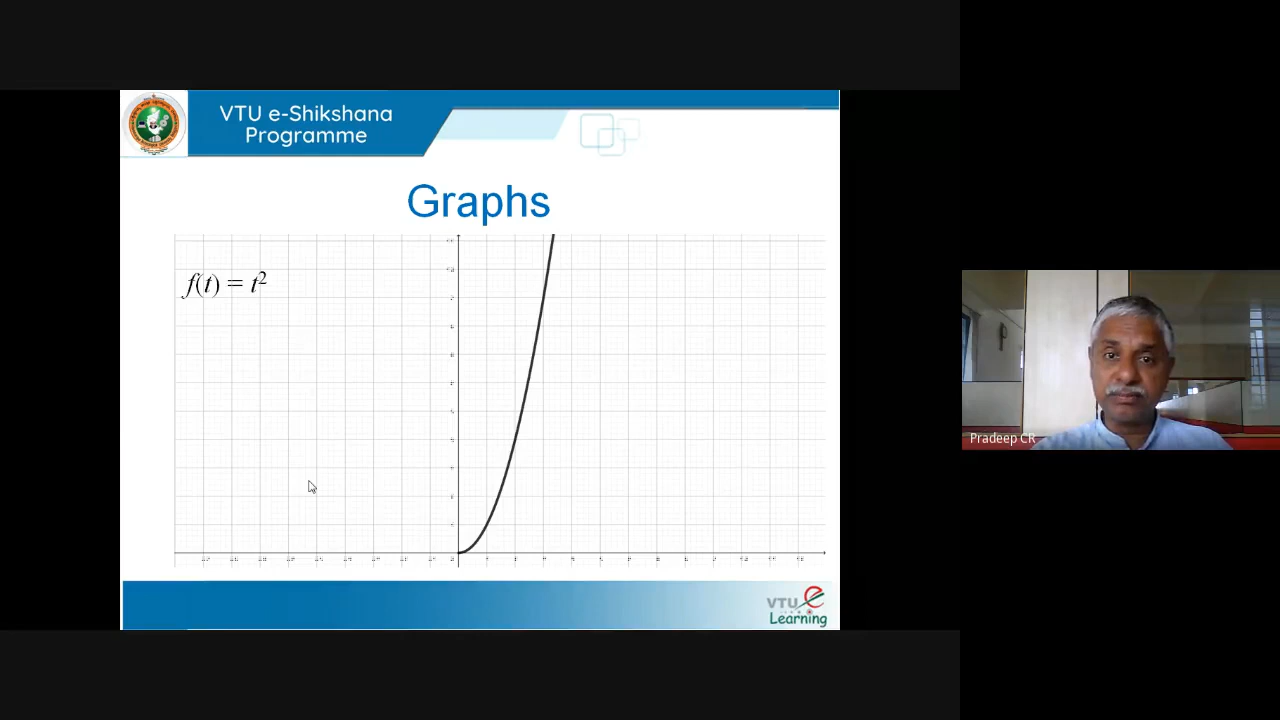 VTU e-Shikshana
Programme
Graphs
f(t) = t²
Pradeep CR
VTU e
Learning